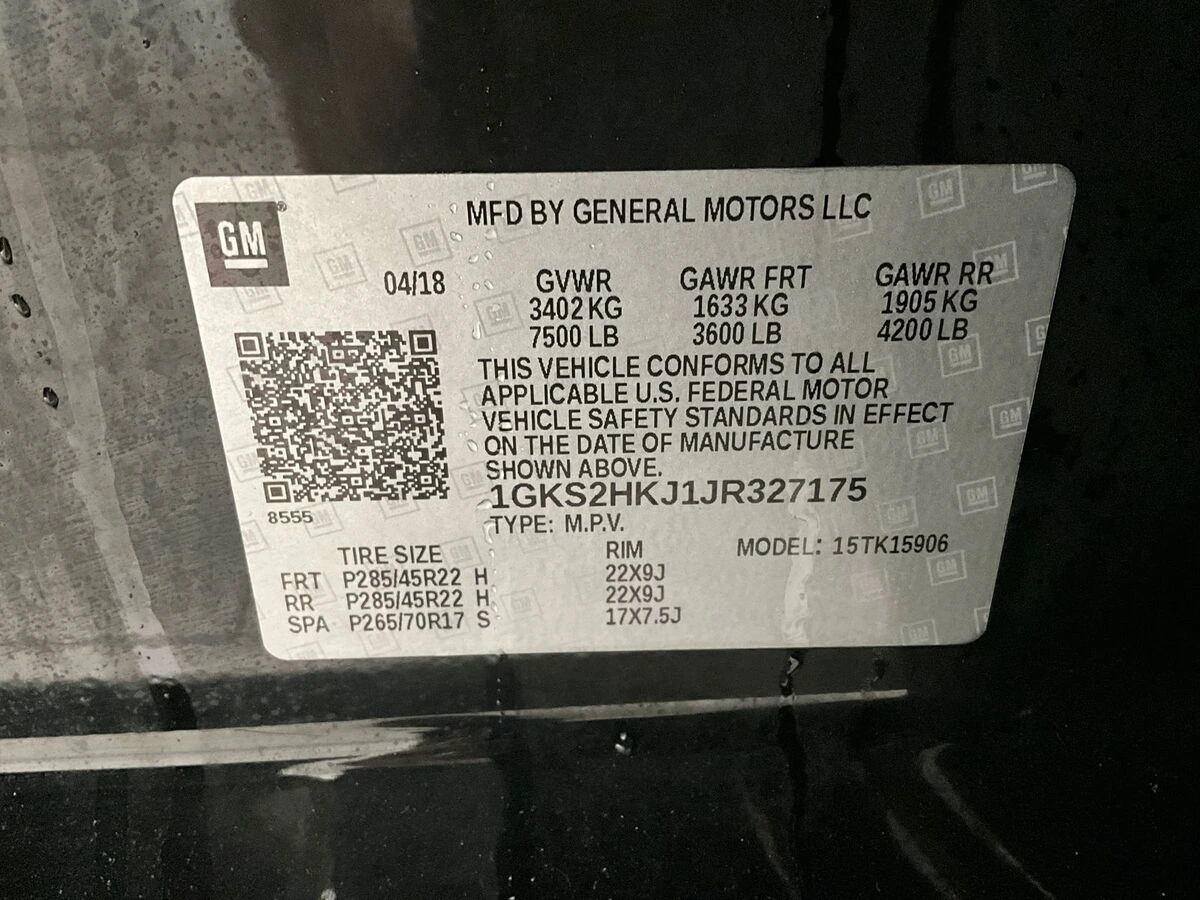 GM
MFD BY GENERAL MOTORS LLC
04/18 GVWR GAWR FRT GAWR RR
3402 KG 1633 KG 1905 KG
7500 LB 3600 LB 4200 LB
THIS VEHICLE CONFORMS TO ALL
APPLICABLE U.S. FEDERAL MOTOR
VEHICLE SAFETY STANDARDS IN EFFECT
ON THE DATE OF MANUFACTURE
SHOWN ABOVE.
1GKS2HKJ1JR327175
8555
TYPE: M.P.V.
TIRE SIZE RIM MODEL: 15TK15906
FRT P285/45R22 H 22X9J
RR P285/45R22 H 22X9J
SPA P265/70R17 S 17X7.5J